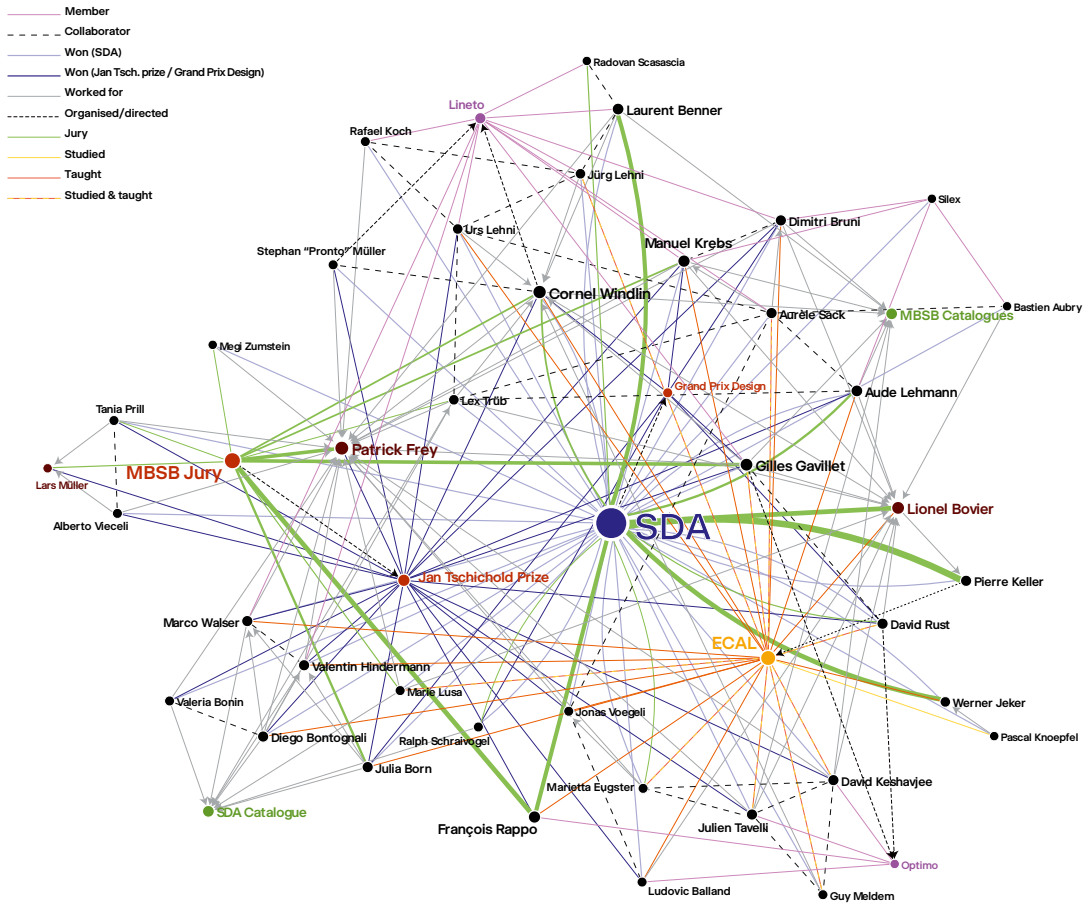 Member
Collaborator
Won (SDA)
Won (Jan Tsch. prize / Grand Prix Design)
Worked for
Organised/directed
Jury
Studied
Taught
Studied & taught
Radovan Scasascia
Lineto
Laurent Benner
Rafael Koch
Jürg Lehni
Silex
Dimitri Bruni
Urs Lehni
Manuel Krebs
Stephan “Pronto” Müller
Cornel Windlin
Bastien Aubry
Aurèle Sack
MBSB Catalogues
Megi Zumstein
Grand Prix Design
Aude Lehmann
Lex Trüb
Tania Prill
Patrick Frey
MBSB Jury
Gilles Gavillet
Lars Müller
Lionel Bovier
Alberto Vieceli
SDA
Jan Tschichold Prize
Pierre Keller
Marco Walser
David Rust
ECAL
Valentin Hindermann
Marie Lusa
Valeria Bonin
Werner Jeker
Jonas Voegeli
Diego Bontognali
Ralph Schraivogel
Pascal Knoepfel
Julia Born
David Keshavjee
Marietta Eugster
SDA Catalogue
François Rappo
Julien Tavelli
Optimo
Ludovic Balland
Guy Meldem